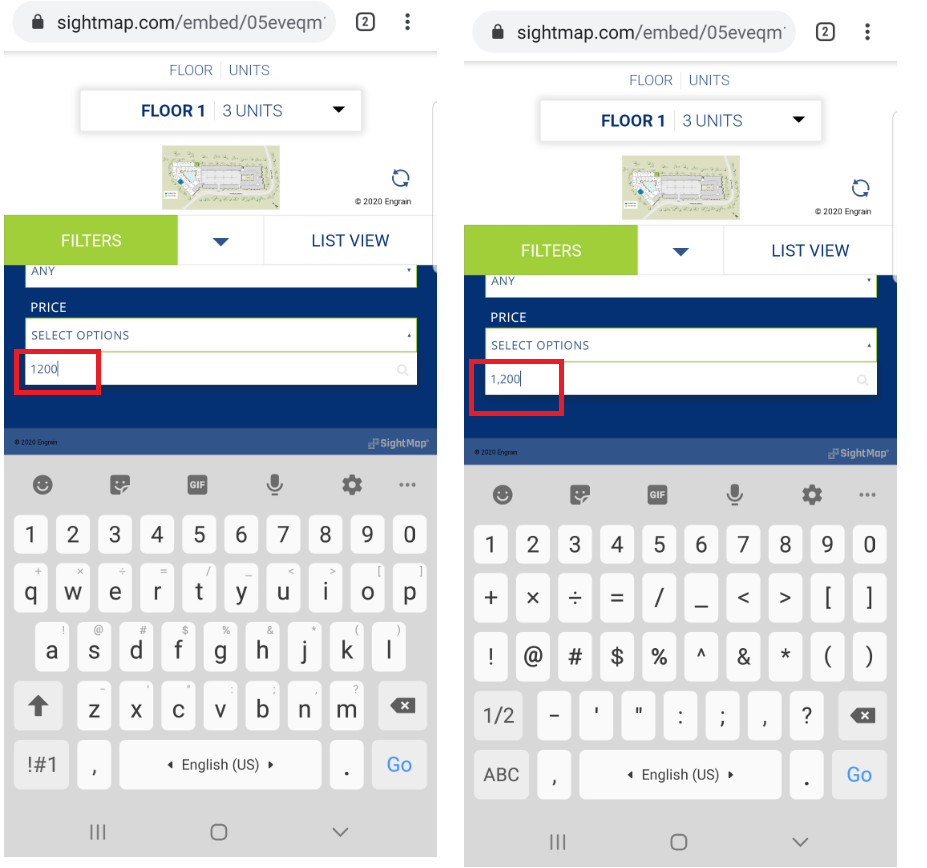 sightmap.com/embed/05eveqm
2
FLOOR | UNITS
FLOOR 1 | 3 UNITS
© 2020 Engrain
FILTERS
LIST VIEW
ANY
PRICE
SELECT OPTIONS
1200
© 2020 Engrain
SightMap
GIF
1 2 3 4 5 6 7 8 9 0
+ × ÷ = / _ < > [ ]
q w e r t y u i o p
! @ # $ % & * ( )
a s d f g h j k l
- ' " : ; , ?
z x c v b n m
!#1 , English (US) . Go
sightmap.com/embed/05eveqm
2
FLOOR | UNITS
FLOOR 1 | 3 UNITS
© 2020 Engrain
FILTERS
LIST VIEW
ANY
PRICE
SELECT OPTIONS
1,200
© 2020 Engrain
SightMap
GIF
1 2 3 4 5 6 7 8 9 0
+ × ÷ = / _ < > [ ]
! @ # $ % ^ & * ( )
1/2 - ' " : ; , ?
ABC , English (US) . Go